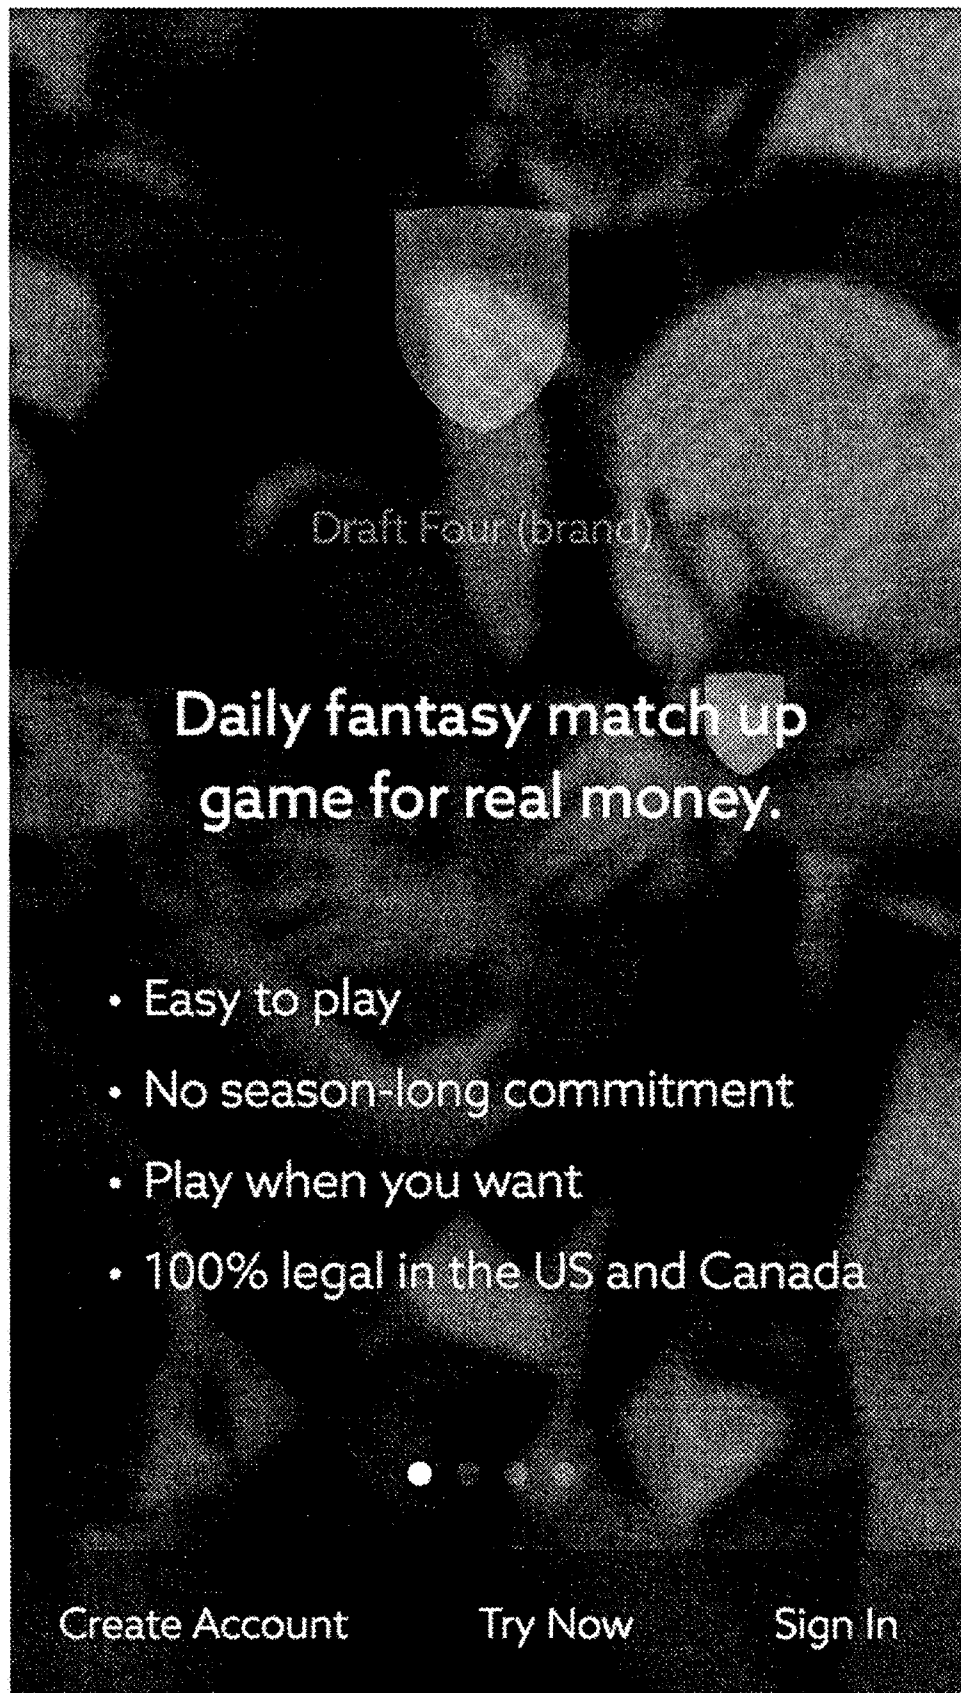 Draft Four (brand)
Daily fantasy match up
game for real money.
• Easy to play
• No season-long commitment
• Play when you want
• 100% legal in the US and Canada
Create Account Try Now Sign In